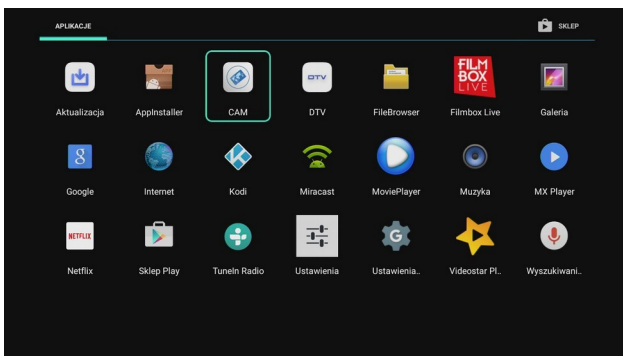 APLIKACJE
SKLEP
DTV
FILM
BOX
LIVE
Aktualizacja
AppInstaller
CAM
DTV
FileBrowser
Filmbox Live
Galeria
8
Google
Internet
Kodi
Miracast
MoviePlayer
Muzyka
MX Player
NETFLIX
G
Netflix
Sklep Play
TuneIn Radio
Ustawienia
Ustawienia..
Videostar Pl..
Wyszukiwani..